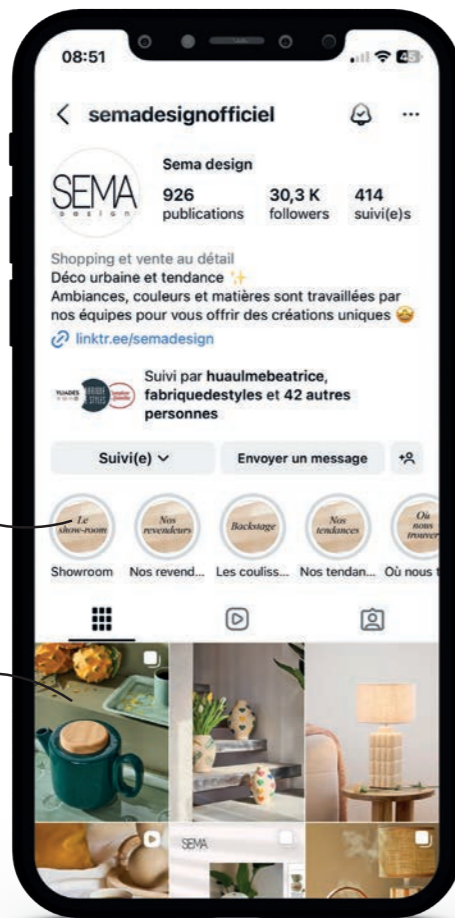 08:51
45
semadesignofficiel
SEMA
design
Sema design
926
publications
30,3 K
followers
414
suivi(e)s
Shopping et vente au détail
Déco urbaine et tendance ✨
Ambiances, couleurs et matières sont travaillées par
nos équipes pour vous offrir des créations uniques 🤩
linktr.ee/semadesign
Suivi par huaulmebeatrice,
fabriquedestyles et 42 autres
personnes
Suivi(e)
Envoyer un message
Le
show-room
Nos
revendeurs
Backstage
Nos
tendances
Où
nous
trouver
Showroom
Nos revend...
Les couliss...
Nos tendan...
Où nous t
SEMA